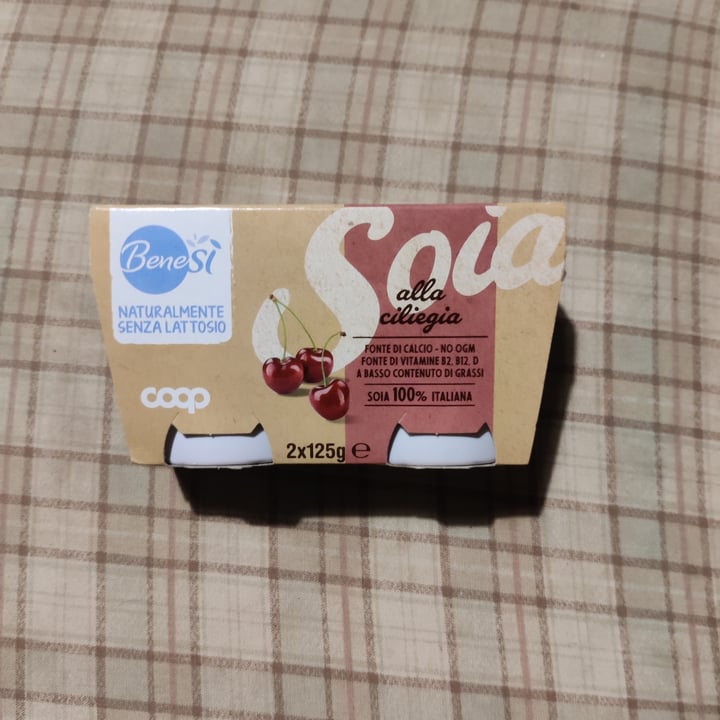 BeneSì
NATURALMENTE
SENZA LATTOSIO
coop
Soia
alla
ciliegia
FONTE DI CALCIO - NO OGM
FONTE DI VITAMINE B2, B12, D
A BASSO CONTENUTO DI GRASSI
SOIA 100% ITALIANA
2x125g ℮